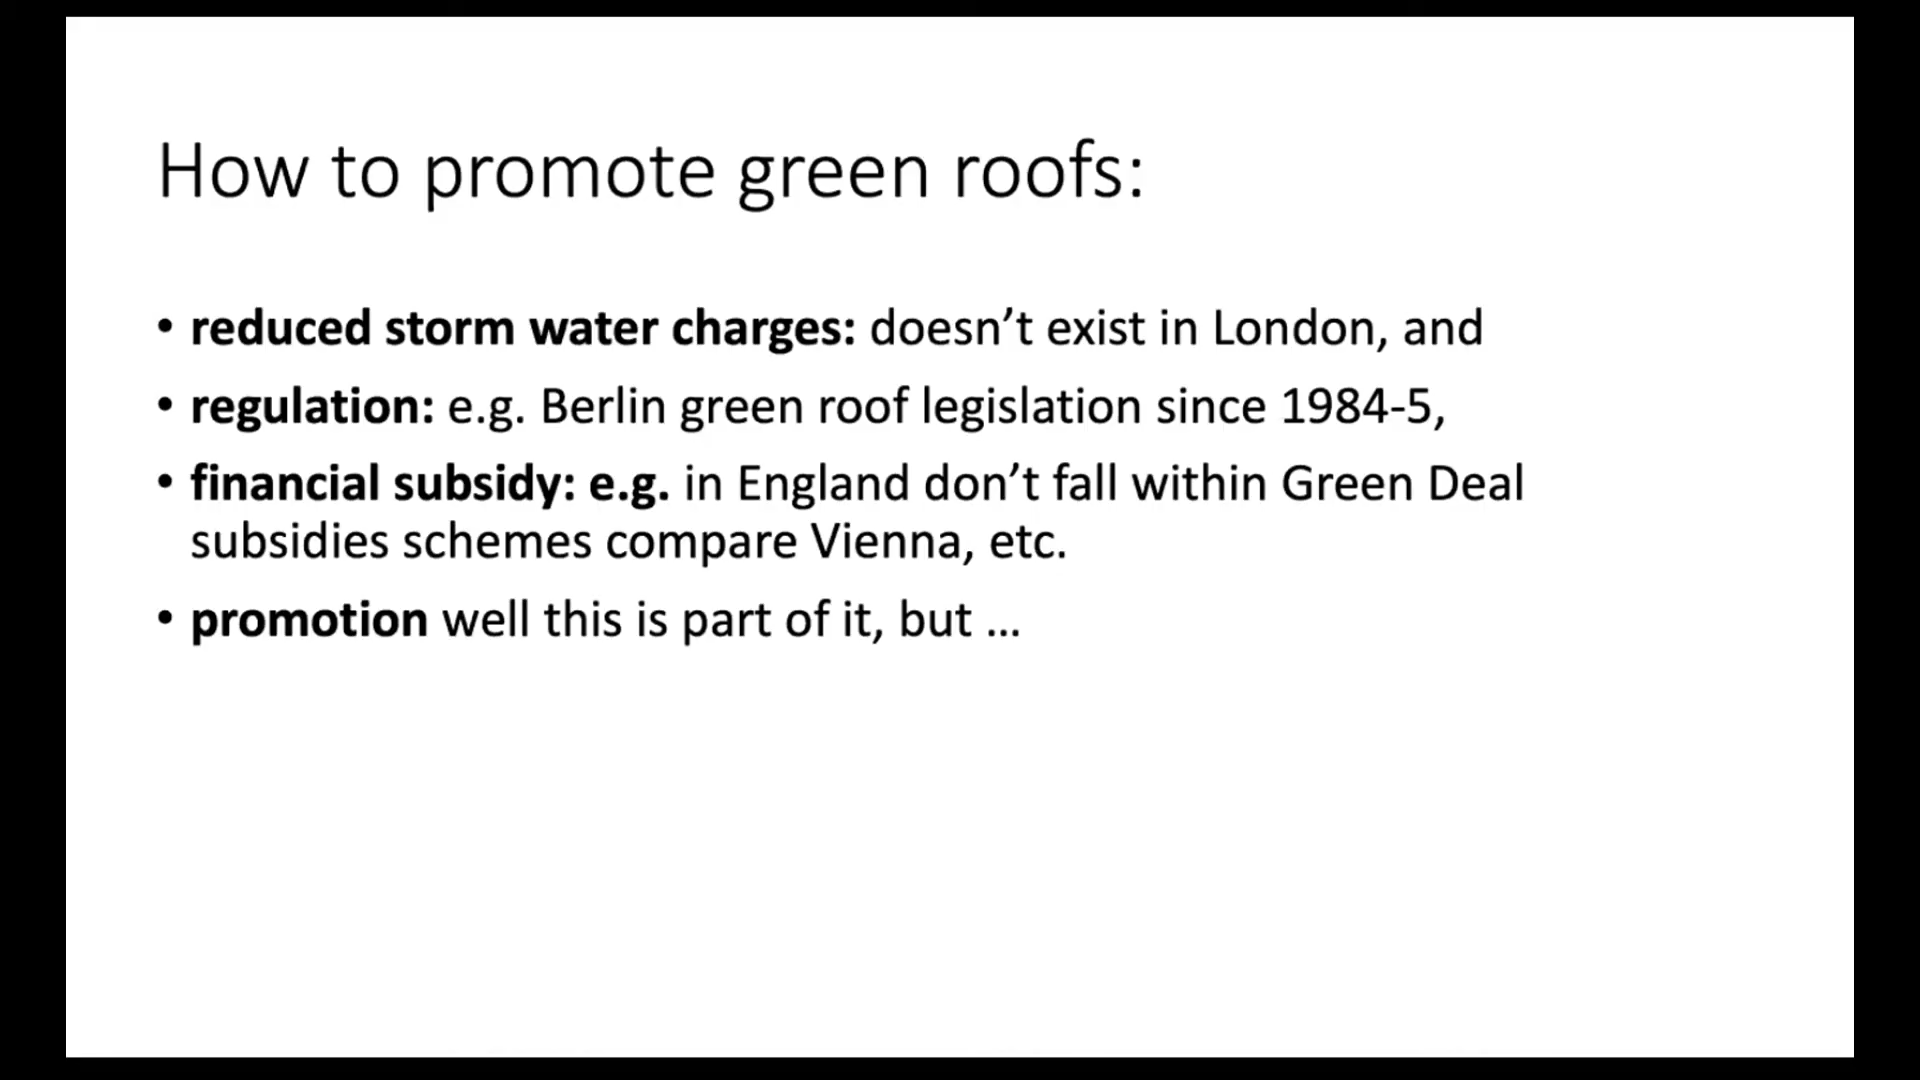 How to promote green roofs:
• reduced storm water charges: doesn’t exist in London, and
• regulation: e.g. Berlin green roof legislation since 1984-5,
• financial subsidy: e.g. in England don’t fall within Green Deal
subsidies schemes compare Vienna, etc.
• promotion well this is part of it, but …